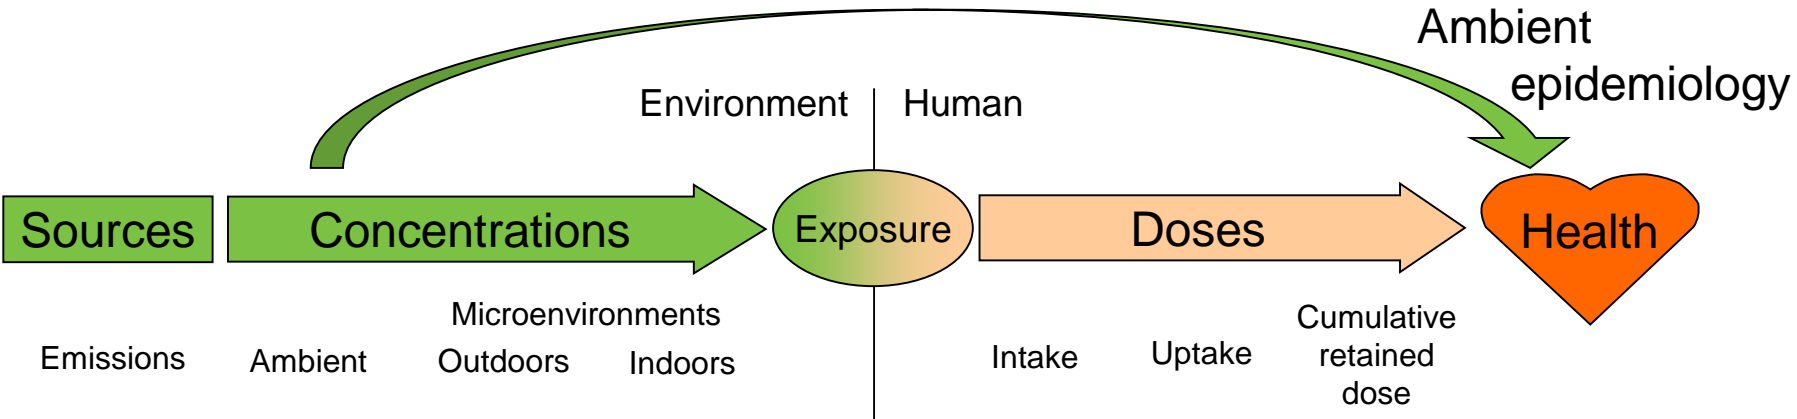 Ambient
epidemiology
Environment
Human
Sources
Concentrations
Exposure
Doses
Health
Microenvironments
Emissions
Ambient
Outdoors
Indoors
Intake
Uptake
Cumulative
retained
dose